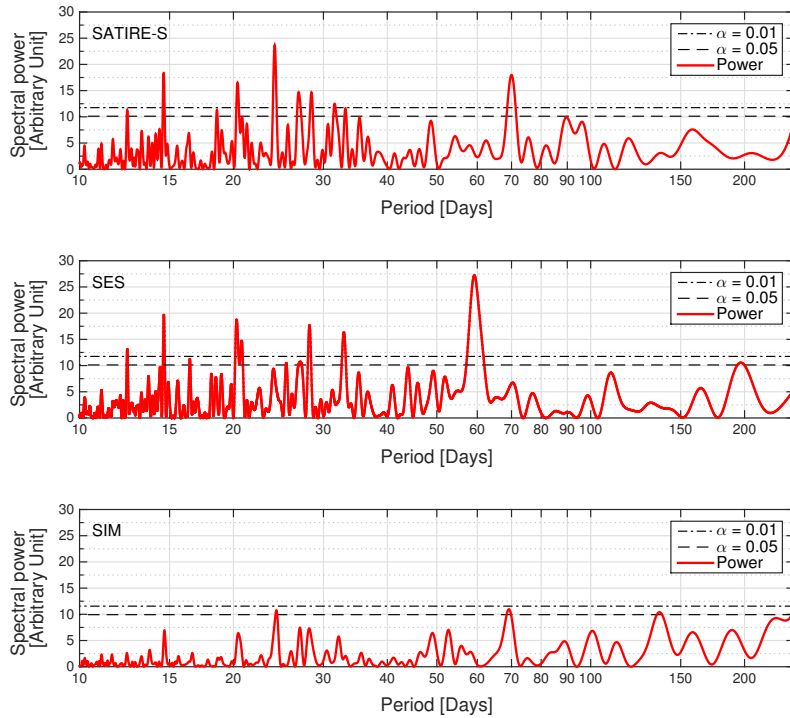 SATIRE-S
Spectral power
[Arbitrary Unit]
30
25
20
15
10
5
0
α = 0.01
α = 0.05
Power
10 15 20 30 40 50 60 70 80 90 100 150 200
Period [Days]
SES
Spectral power
[Arbitrary Unit]
30
25
20
15
10
5
0
α = 0.01
α = 0.05
Power
10 15 20 30 40 50 60 70 80 90 100 150 200
Period [Days]
SIM
Spectral power
[Arbitrary Unit]
30
25
20
15
10
5
0
α = 0.01
α = 0.05
Power
10 15 20 30 40 50 60 70 80 90 100 150 200
Period [Days]